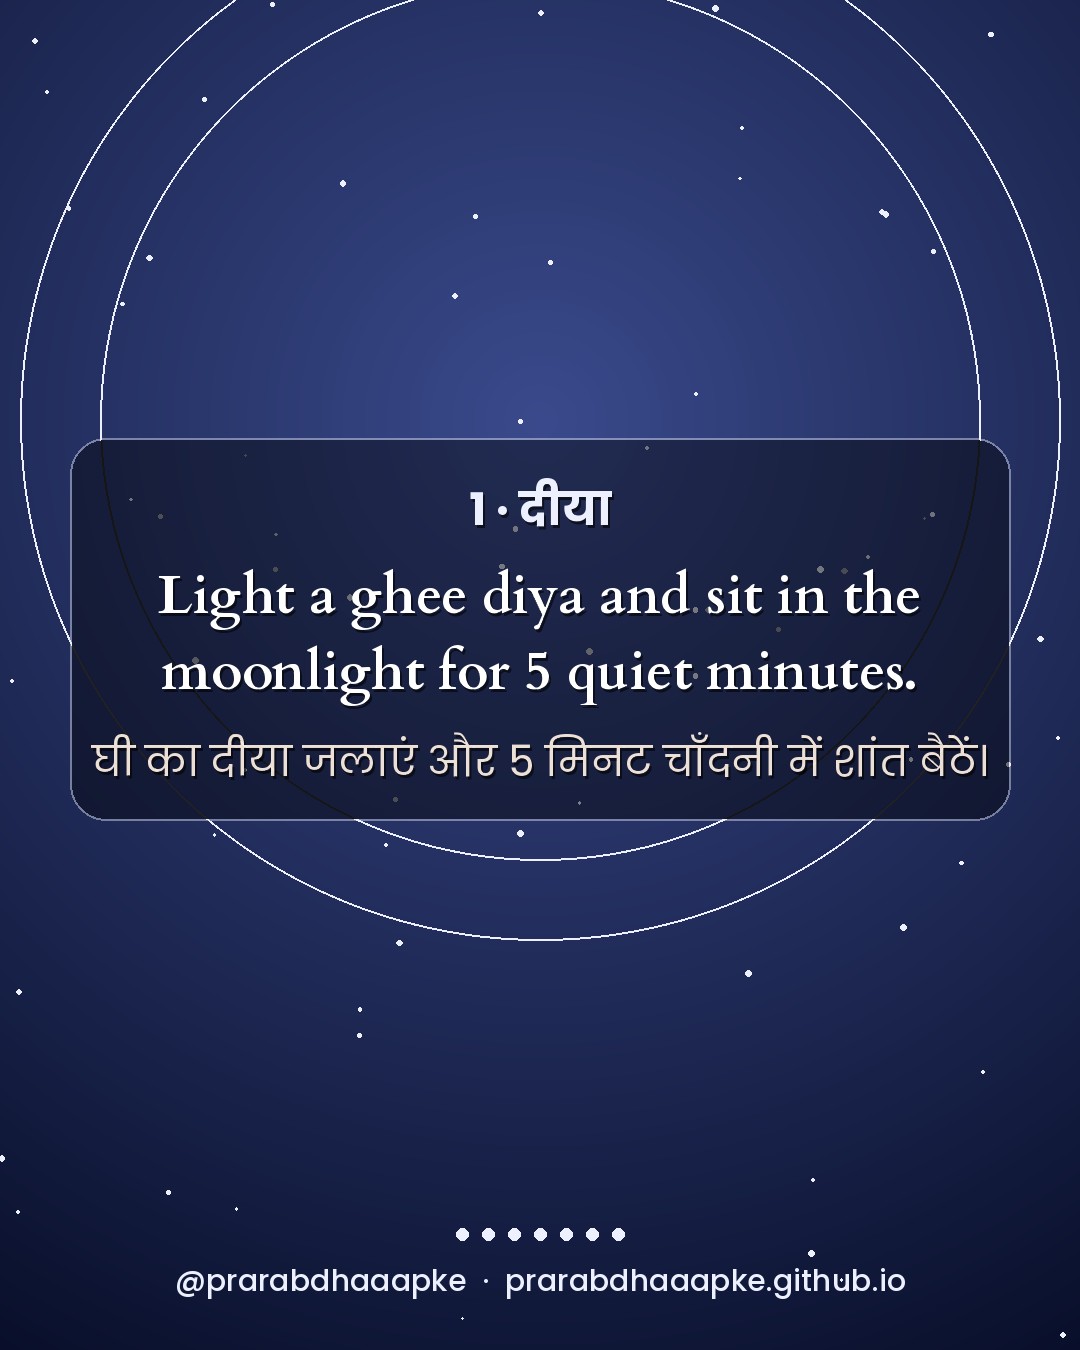 1 · दीया
Light a ghee diya and sit in the
moonlight for 5 quiet minutes.
घी का दीया जलाएं और 5 मिनट चाँदनी में शांत बैठें।
@prarabdhaaapke · prarabdhaaapke.github.io